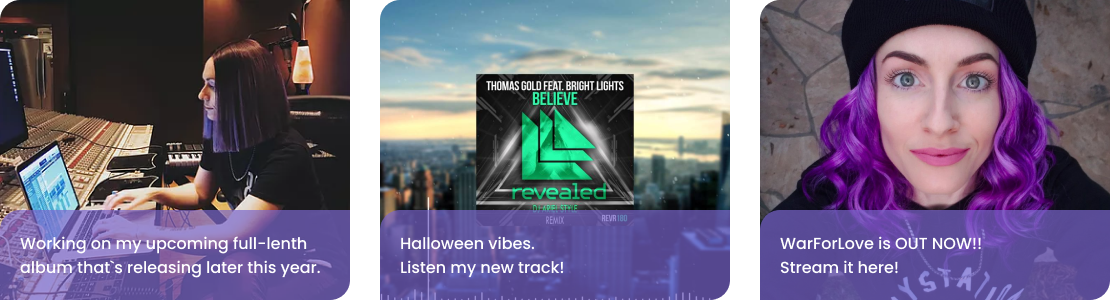 Working on my upcoming full-lenth
album that`s releasing later this year.
THOMAS GOLD FEAT. BRIGHT LIGHTS
BELIEVE
revealed
REMIX
REVR180
Halloween vibes.
Listen my new track!
WarForLove is OUT NOW!!
Stream it here!